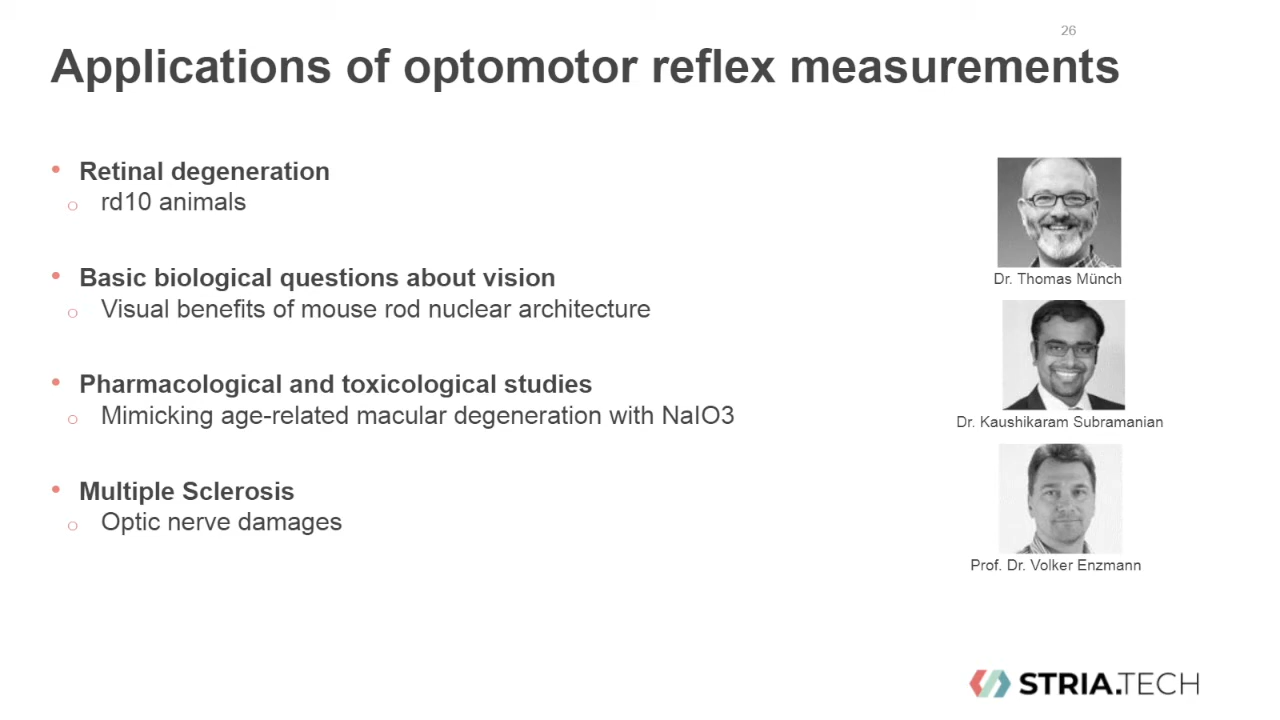 26
Applications of optomotor reflex measurements
• Retinal degeneration
o rd10 animals
• Basic biological questions about vision
o Visual benefits of mouse rod nuclear architecture
• Pharmacological and toxicological studies
o Mimicking age-related macular degeneration with NaIO3
• Multiple Sclerosis
o Optic nerve damages
Dr. Thomas Münch
Dr. Kaushikaram Subramanian
Prof. Dr. Volker Enzmann
STRIA.TECH